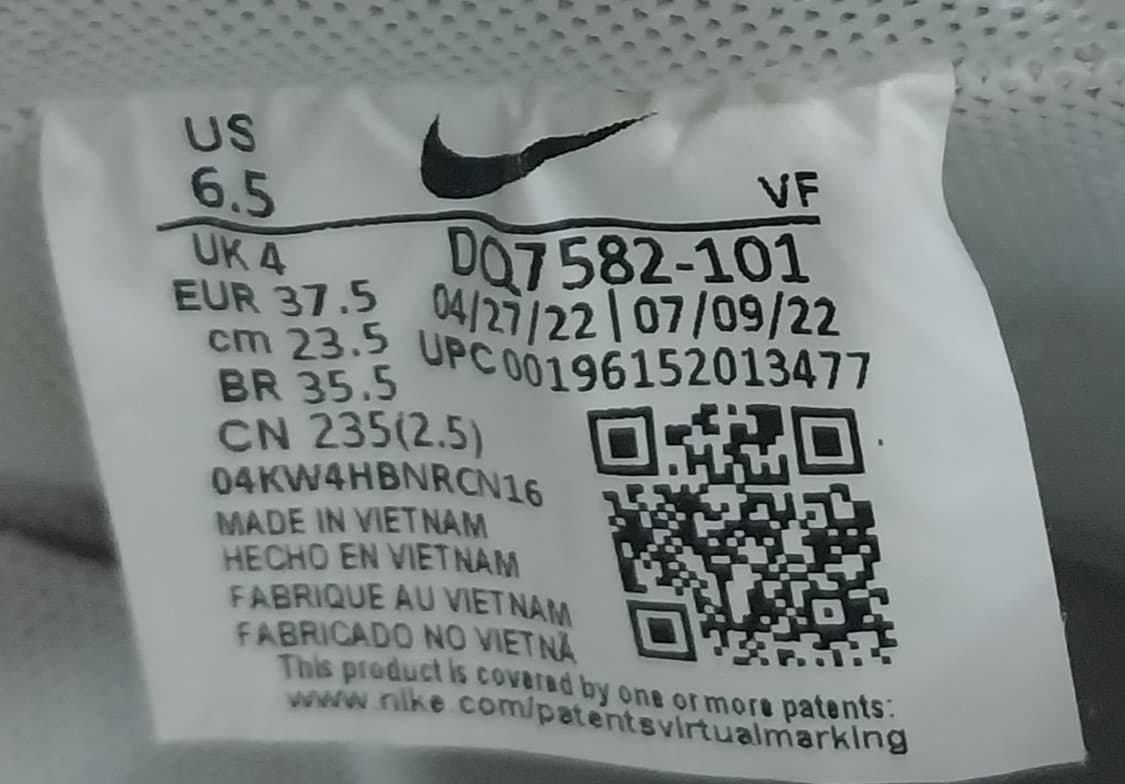 US
6.5
VF
UK 4
DQ7582-101
EUR 37.5
04/27/22 | 07/09/22
cm 23.5
UPC 00196152013477
BR 35.5
CN 235(2.5)
04KW4HBNRCN16
MADE IN VIETNAM
HECHO EN VIETNAM
FABRIQUE AU VIETNAM
FABRICADO NO VIETNÃ
This product is covered by one or more patents:
www.nike.com/patentsvirtualmarking